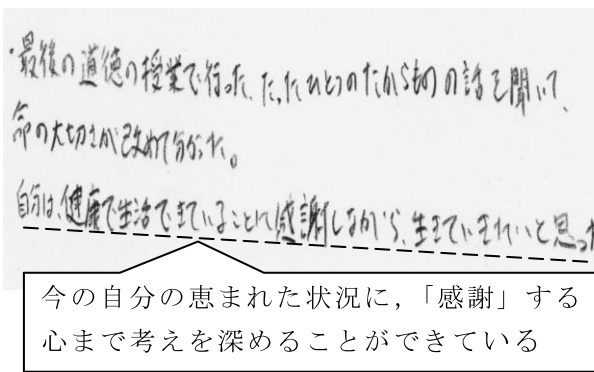 ・最後の道徳の授業で行った、たったひとつのたからものの話を聞いて、
命の大切さが改めて分かった。
自分は、健康で生活できていることに感謝しながら、生きていきたいと思った
今の自分の恵まれた状況に，「感謝」する
心まで考えを深めることができている